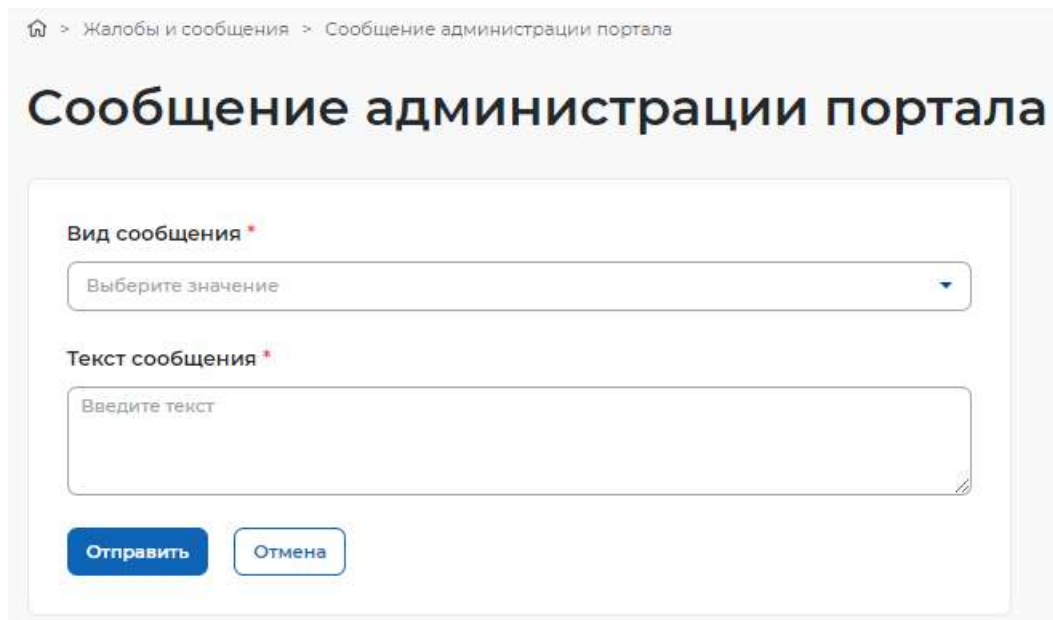 > Жалобы и сообщения > Сообщение администрации портала
Сообщение администрации портала
Вид сообщения *
Выберите значение
Текст сообщения *
Введите текст
Отправить Отмена